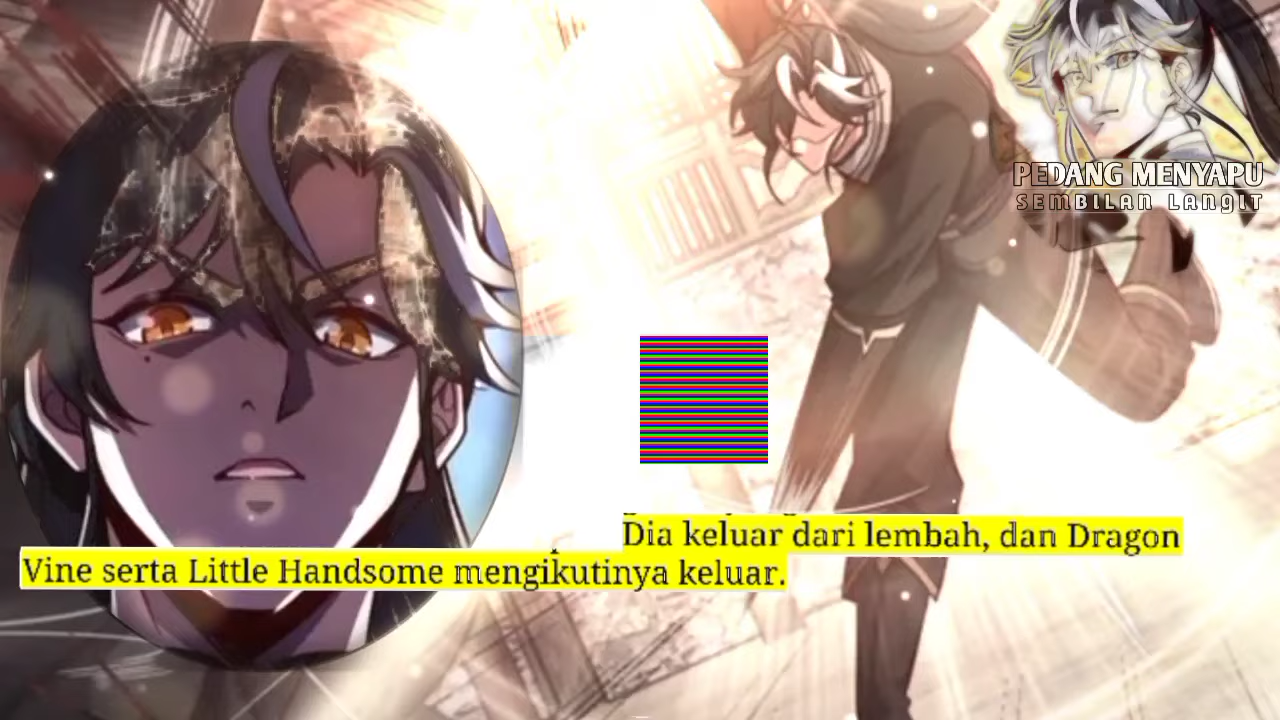 PEDANG MENYAPU
SEMBILAN LANGIT
Dia keluar dari lembah, dan Dragon
Vine serta Little Handsome mengikutinya keluar.